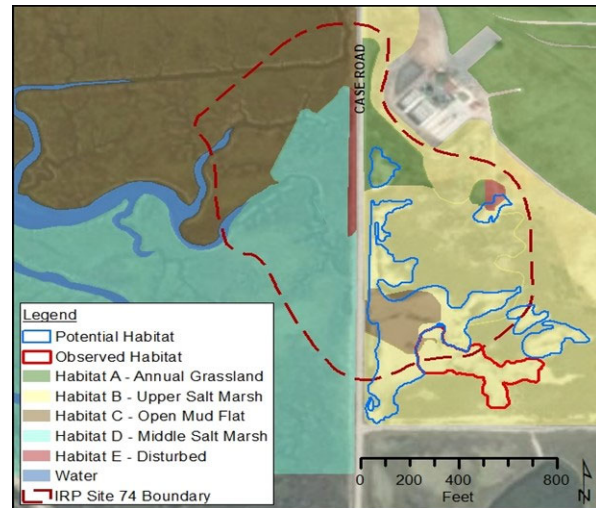 CASE ROAD
Legend
Potential Habitat
Observed Habitat
Habitat A - Annual Grassland
Habitat B - Upper Salt Marsh
Habitat C - Open Mud Flat
Habitat D - Middle Salt Marsh
Habitat E - Disturbed
Water
IRP Site 74 Boundary
0 200 400 600 800
Feet
N